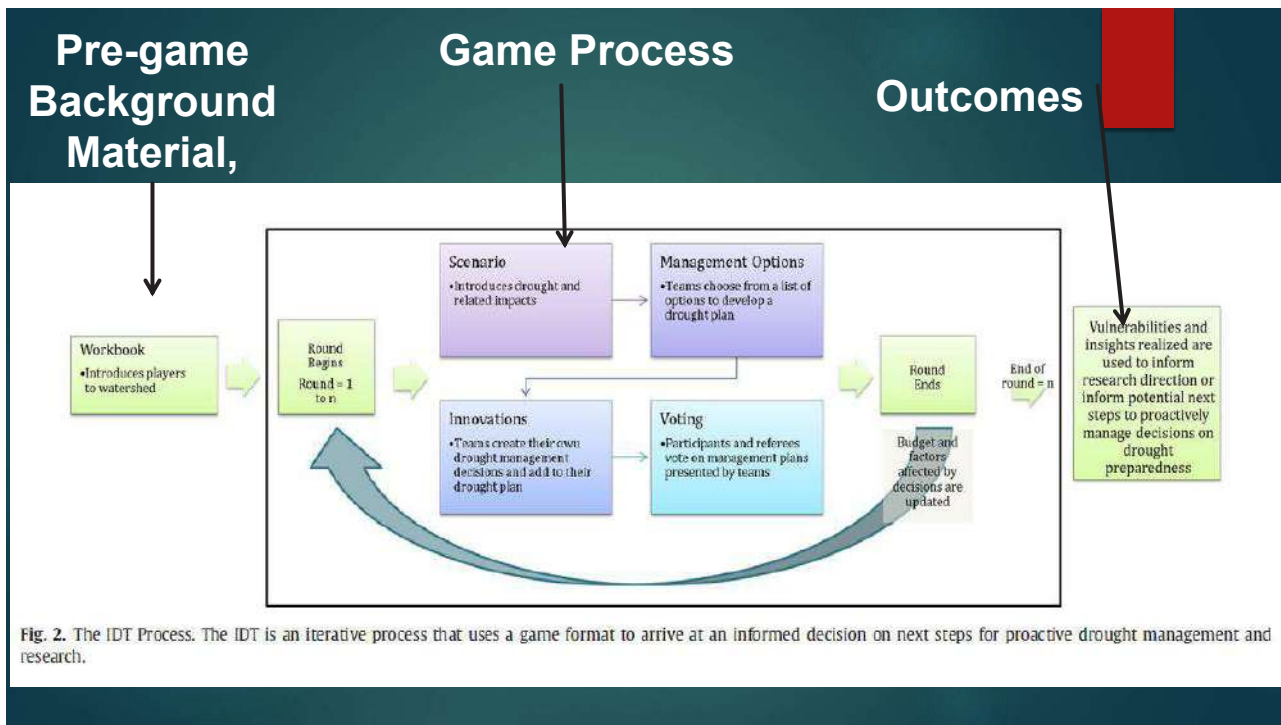 Pre-game
Background
Material,
Game Process
Outcomes
Workbook
•Introduces players
to watershed
Round
Begins
Round = 1
to n
Scenario
•Introduces drought and
related impacts
Management Options
•Teams choose from a list of
options to develop a
drought plan
Innovations
•Teams create their own
drought management
decisions and add to their
drought plan
Voting
•Participants and referees
vote on management plans
presented by teams
Round
Ends
Budget and
factors
affected by
decisions are
updated
End of
round = n
Vulnerabilities and
insights realized are
used to inform
research direction or
inform potential next
steps to proactively
manage decisions on
drought
preparedness
Fig. 2. The IDT Process. The IDT is an iterative process that uses a game format to arrive at an informed decision on next steps for proactive drought management and
research.